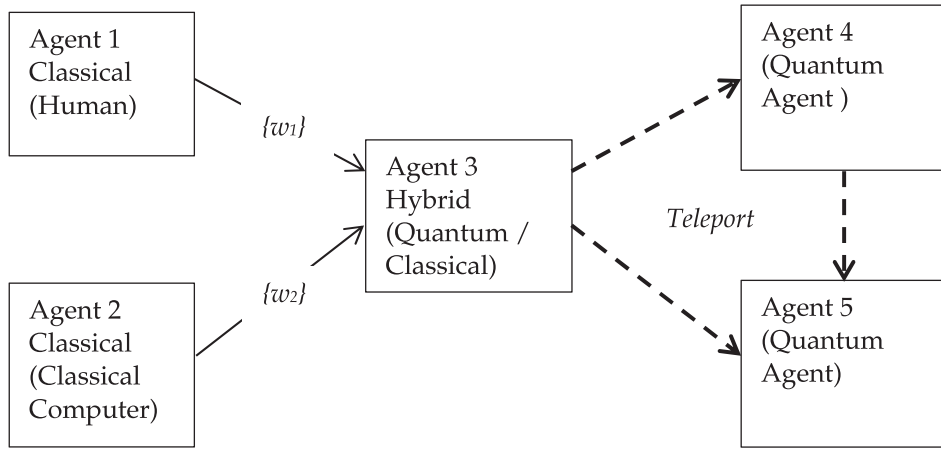 Agent 1
Classical
(Human)
{w1}
Agent 2
Classical
(Classical
Computer)
{w2}
Agent 3
Hybrid
(Quantum /
Classical)
Agent 4
(Quantum
Agent )
Teleport
Agent 5
(Quantum
Agent)